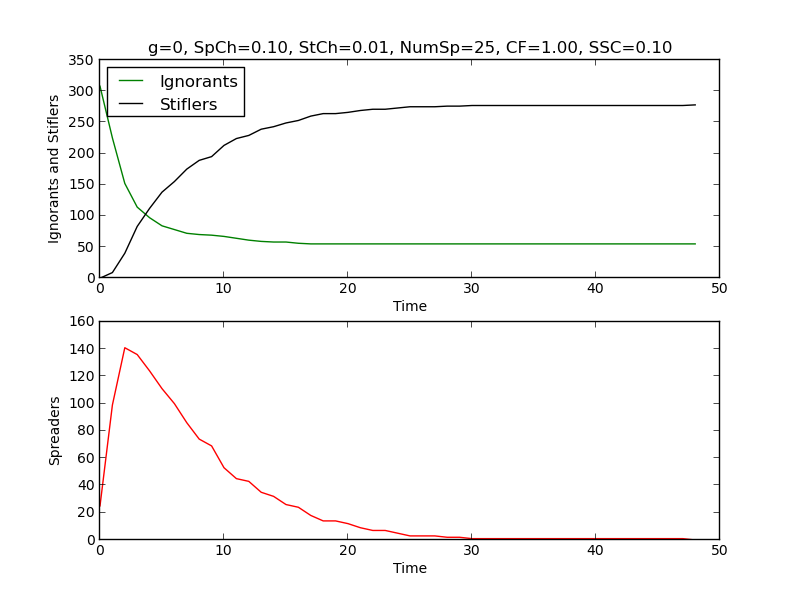 g=0, SpCh=0.10, StCh=0.01, NumSp=25, CF=1.00, SSC=0.10
350
300
250
200
150
100
50
0
Ignorants and Stiflers
Ignorants
Stiflers
0 10 20 30 40 50
Time
160
140
120
100
80
60
40
20
0
Spreaders
0 10 20 30 40 50
Time